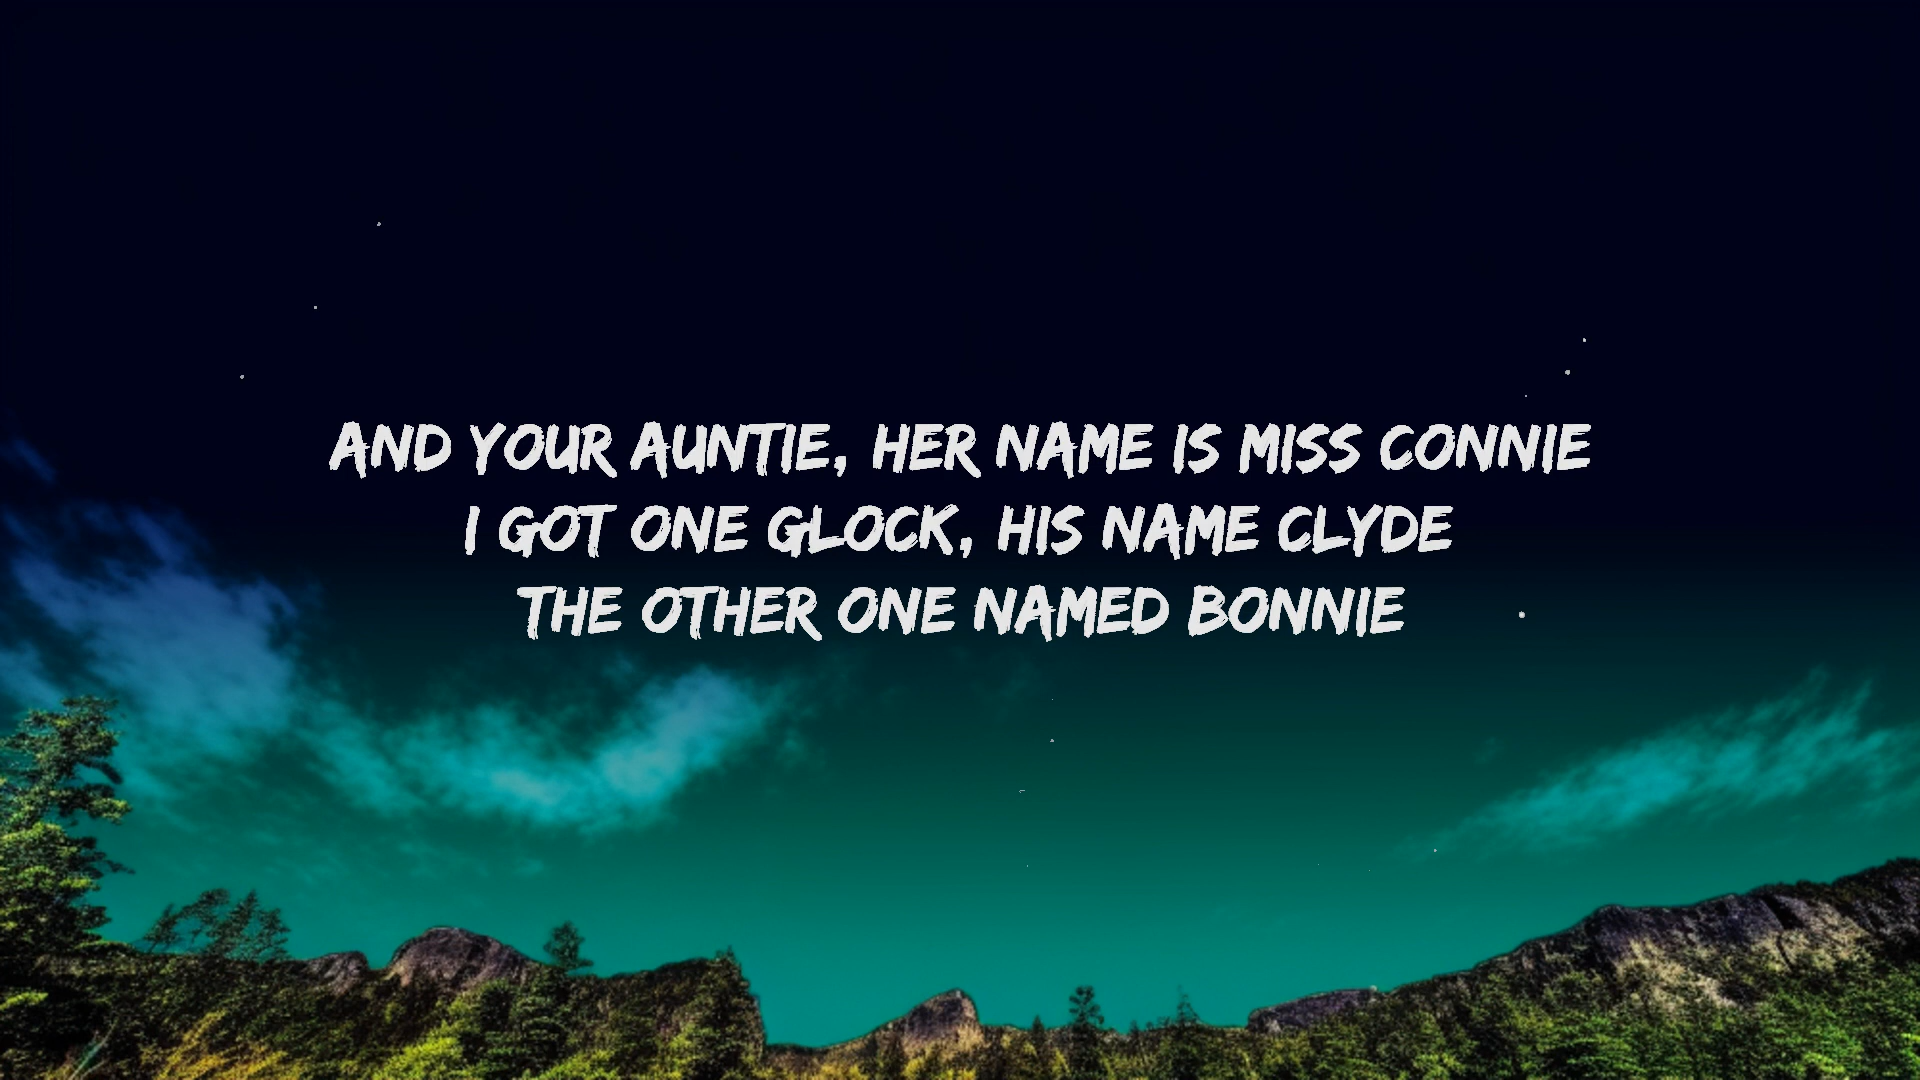 AND YOUR AUNTIE, HER NAME IS MISS CONNIE
I GOT ONE GLOCK, HIS NAME CLYDE
THE OTHER ONE NAMED BONNIE